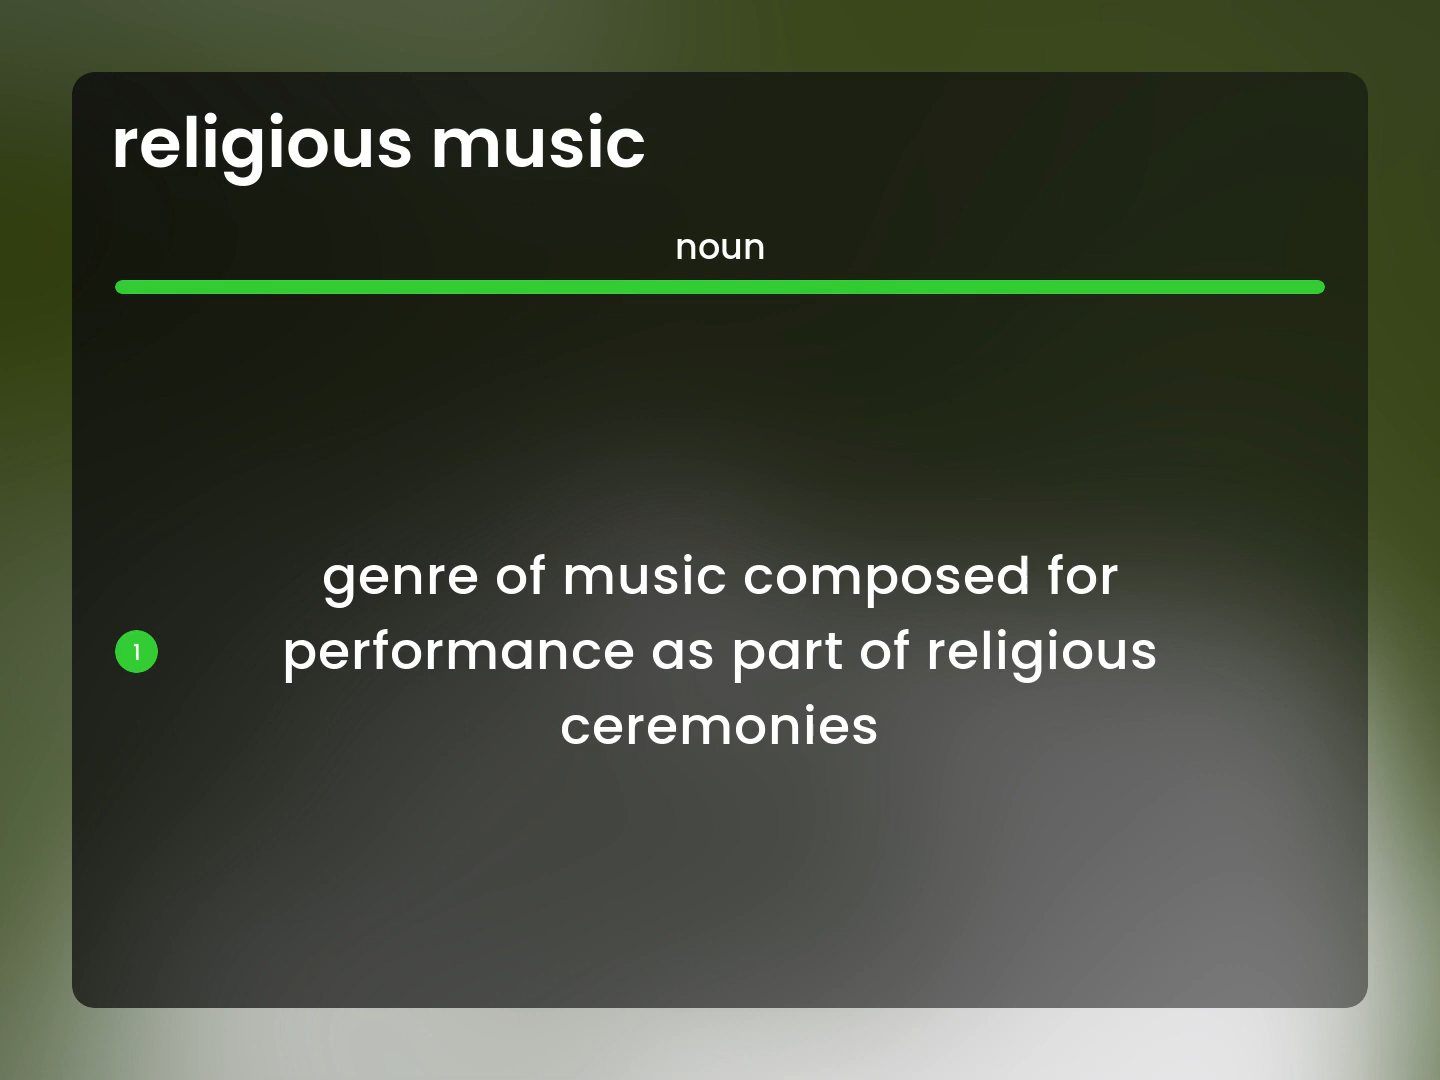 religious music
noun
genre of music composed for
1
performance as part of religious
ceremonies